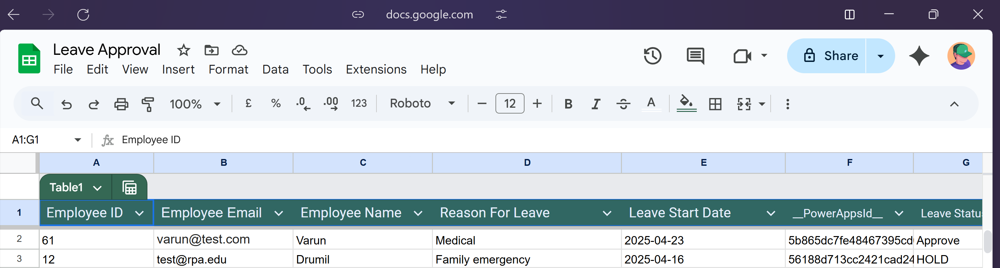 docs.google.com
Leave Approval
File Edit View Insert Format Data Tools Extensions Help
Share
100% £ % .0 .00 123 Roboto 12 B I A
A1:G1 fx Employee ID
A B C D E F G
Table1
1 Employee ID Employee Email Employee Name Reason For Leave Leave Start Date __PowerAppsId__ Leave Statu
2 61 varun@test.com Varun Medical 2025-04-23 5b865dc7fe48467395cd Approve
3 12 test@rpa.edu Drumil Family emergency 2025-04-16 56188d713cc2421cad24 HOLD